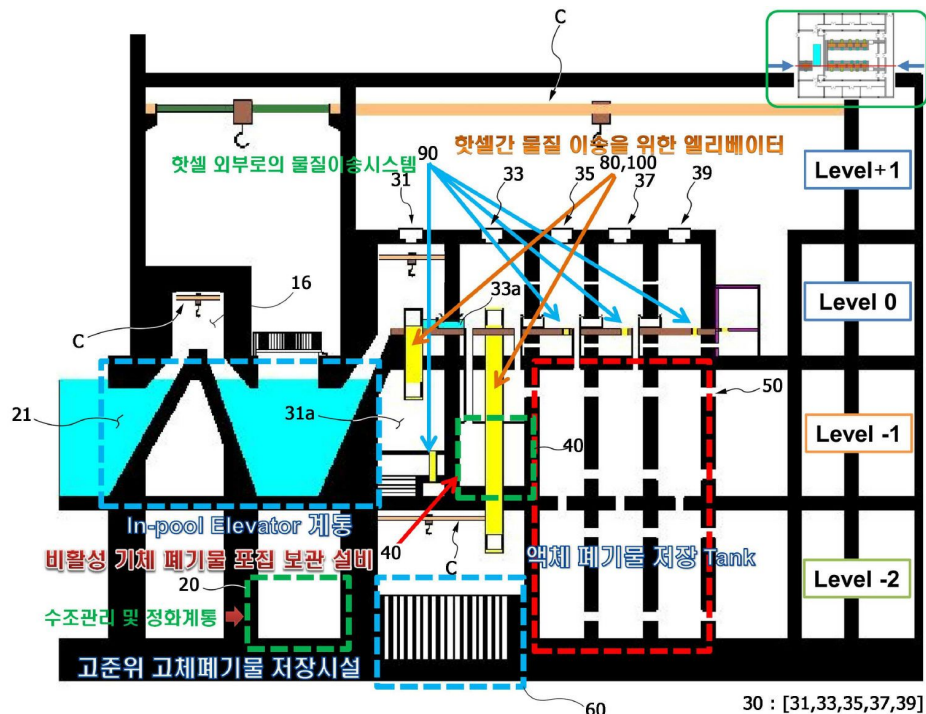 C
핫셀 외부로의 물질이송시스템
핫셀간 물질 이송을 위한 엘리베이터
90
80,100
Level+1
31
33
35
37
39
16
33a
Level 0
C
21
31a
50
40
Level -1
In-pool Elevator 계통
비활성 기체 폐기물 포집 보관 설비
40
C
액체 폐기물 저장 Tank
20
수조관리 및 정화계통
Level -2
고준위 고체폐기물 저장시설
60
30 : [31,33,35,37,39]